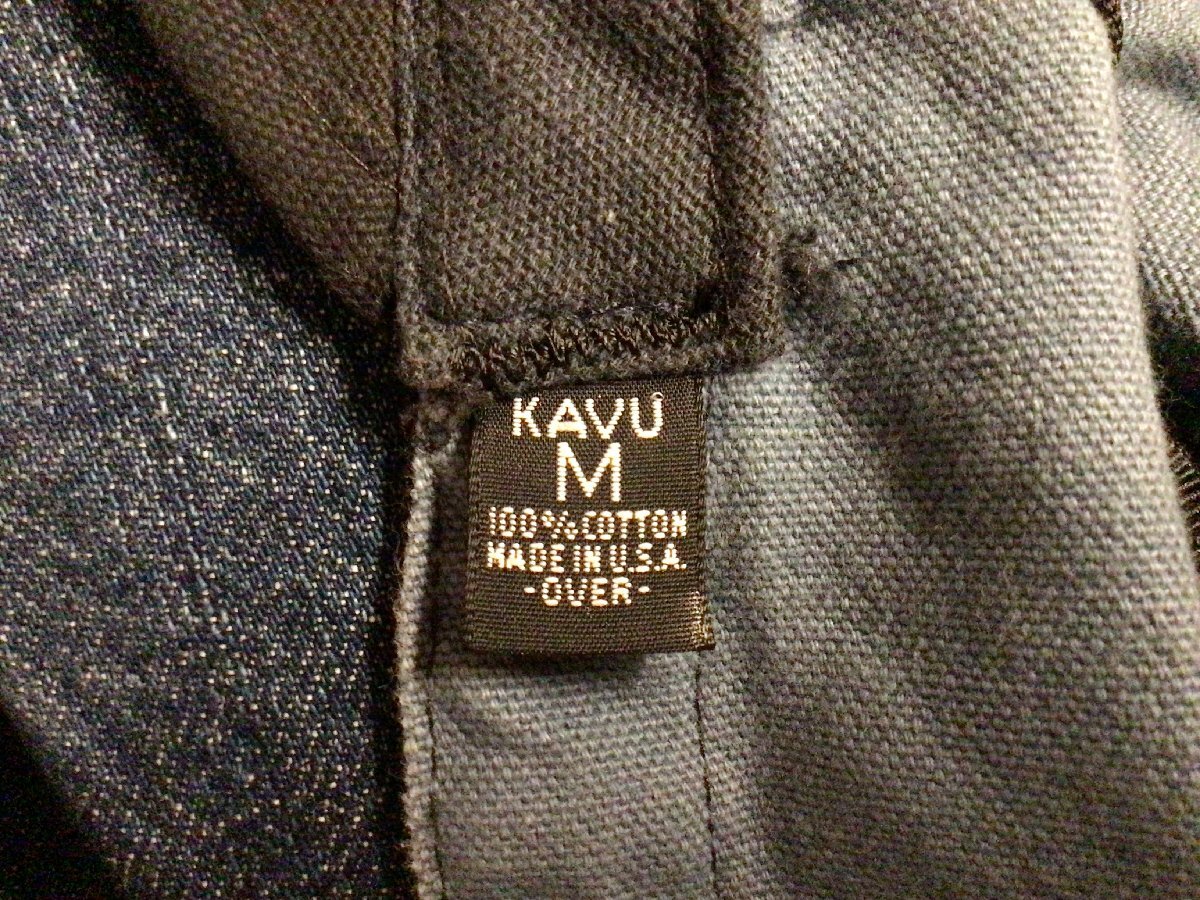 KAVU
M
100% COTTON
MADE IN U.S.A.
-OVER-